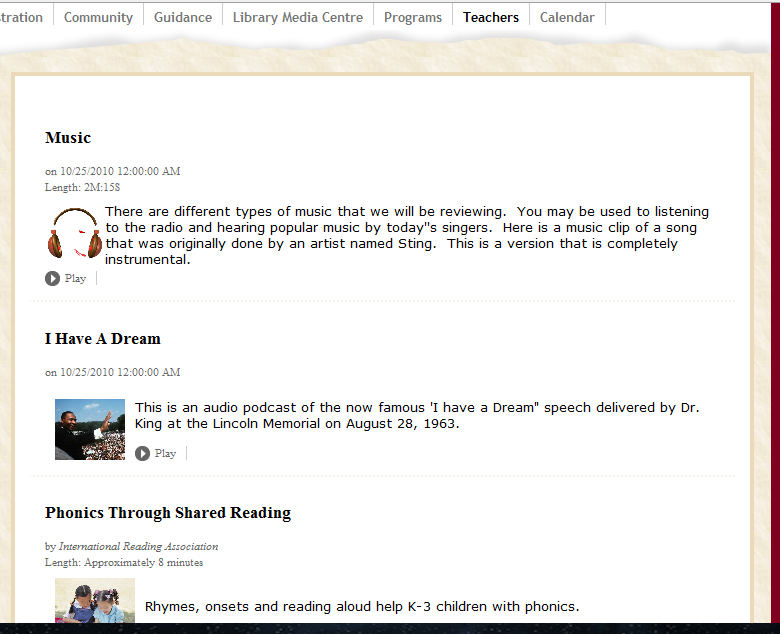 tration Community Guidance Library Media Centre Programs Teachers Calendar
Music
on 10/25/2010 12:00:00 AM
Length: 2M:15S
There are different types of music that we will be reviewing. You may be used to listening
to the radio and hearing popular music by today"s singers. Here is a music clip of a song
that was originally done by an artist named Sting. This is a version that is completely
instrumental.
Play
I Have A Dream
on 10/25/2010 12:00:00 AM
This is an audio podcast of the now famous 'I have a Dream" speech delivered by Dr.
King at the Lincoln Memorial on August 28, 1963.
Play
Phonics Through Shared Reading
by International Reading Association
Length: Approximately 8 minutes
Rhymes, onsets and reading aloud help K-3 children with phonics.